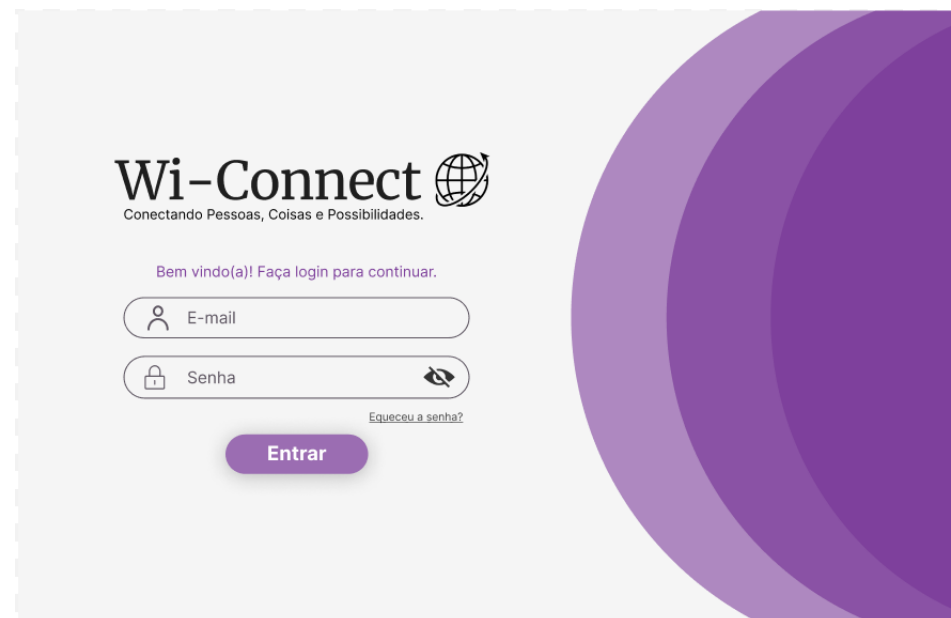 Wi-Connect
Conectando Pessoas, Coisas e Possibilidades.
Bem vindo(a)! Faça login para continuar.
E-mail
Senha
Equeceu a senha?
Entrar